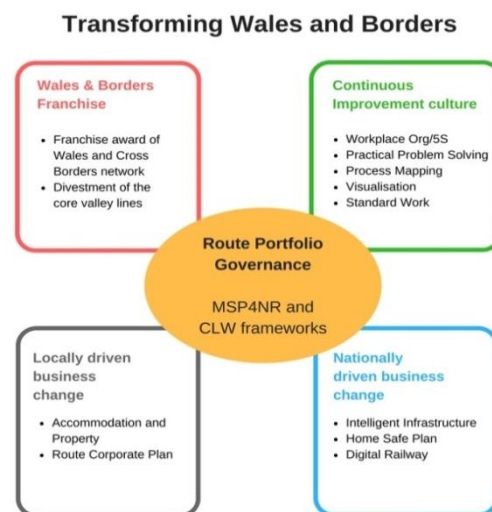 Transforming Wales and Borders
Wales & Borders
Franchise
• Franchise award of
Wales and Cross
Borders network
• Divestment of the
core valley lines
Continuous
Improvement culture
• Workplace Org/5S
• Practical Problem Solving
• Process Mapping
• Visualisation
• Standard Work
Route Portfolio
Governance
MSP4NR and
CLW frameworks
Locally driven
business
change
• Accommodation and
Property
• Route Corporate Plan
Nationally
driven business
change
• Intelligent Infrastructure
• Home Safe Plan
• Digital Railway